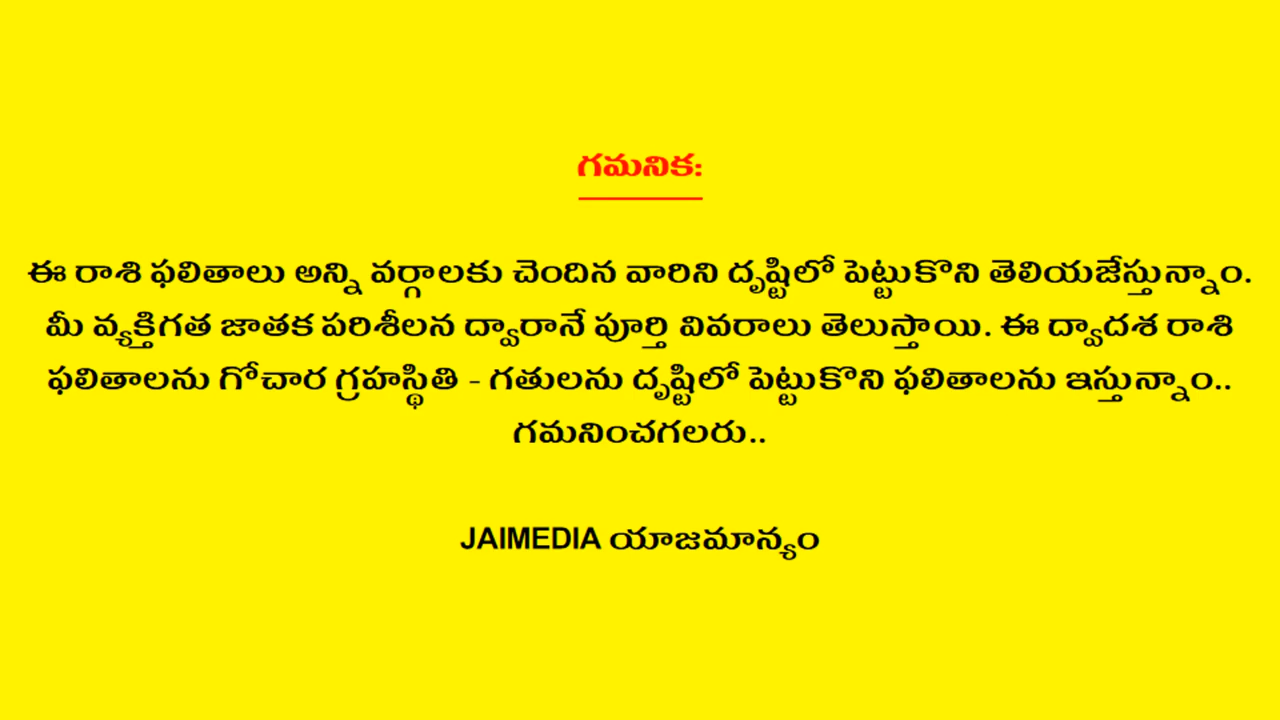 గమనిక:
ఈ రాశి ఫలితాలు అన్ని వర్గాలకు చెందిన వారిని దృష్టిలో పెట్టుకొని తెలియజేస్తున్నాం.
మీ వ్యక్తిగత జాతక పరిశీలన ద్వారానే పూర్తి వివరాలు తెలుస్తాయి. ఈ ద్వాదశ రాశి
ఫలితాలను గోచార గ్రహస్థితి - గతులను దృష్టిలో పెట్టుకొని ఫలితాలను ఇస్తున్నాం..
గమనించగలరు..
JAIMEDIA యాజమాన్యం